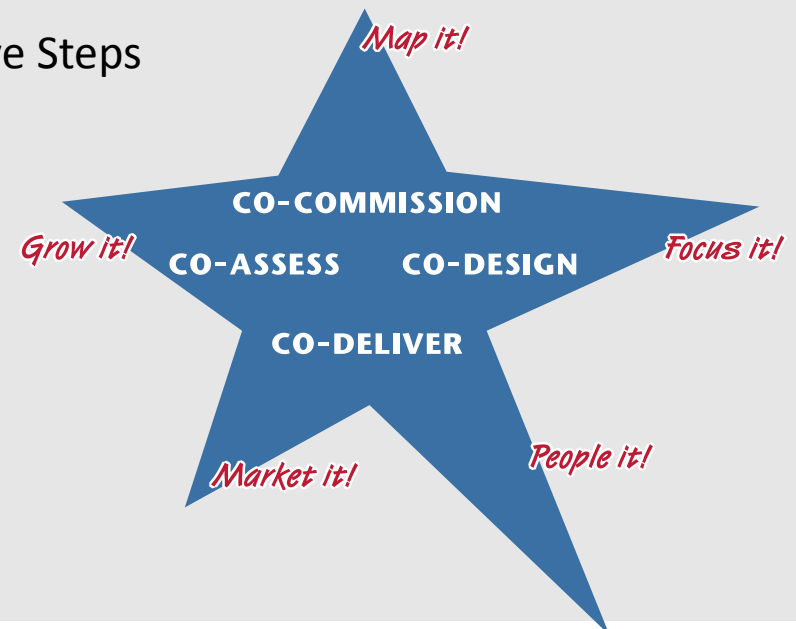 Steps
Map it!
CO-COMMISSION
Grow it!
Focus it!
CO-ASSESS CO-DESIGN
CO-DELIVER
People it!
Market it!